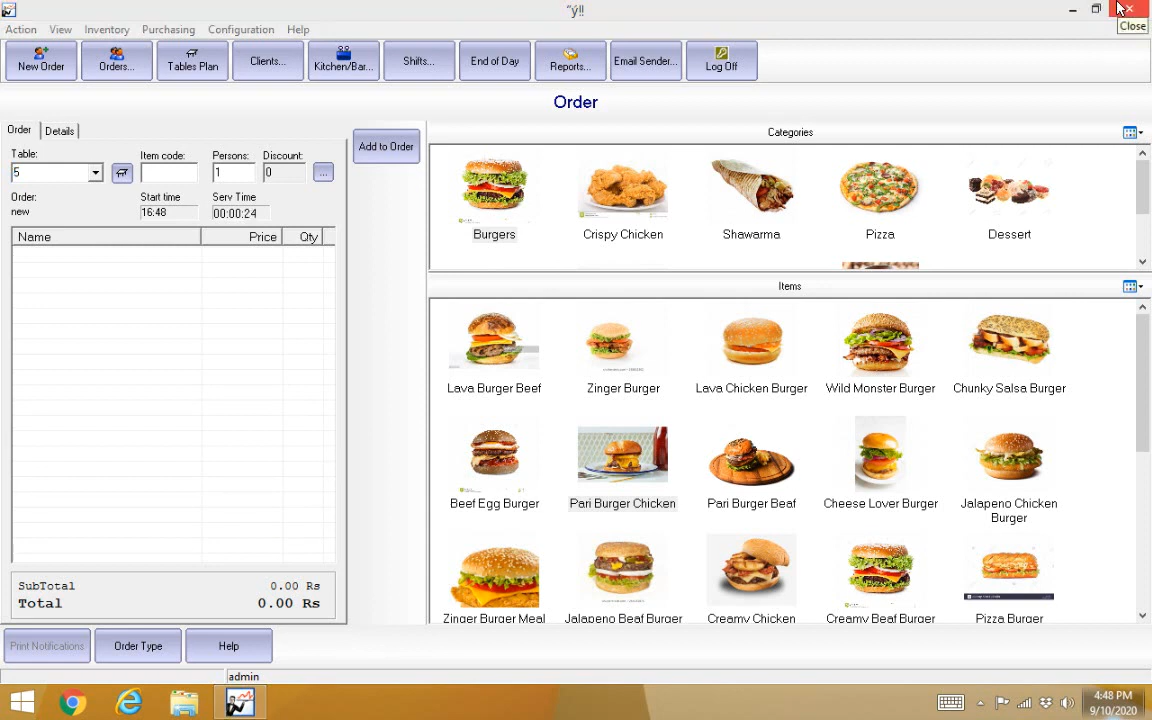 Close
Action View Inventory Purchasing Configuration Help
New Order Orders... Tables Plan Clients... Kitchen/Bar... Shifts... End of Day Reports... Email Sender... Log Off
Order
Order Details
Table: Item code: Persons: Discount:
5 1 0 ...
Order: Start time Serv Time
new 16:48 00:00:24
Name Price Qty
SubTotal 0.00 Rs
Total 0.00 Rs
Add to Order
Categories
Burgers Crispy Chicken Shawarma Pizza Dessert
Items
Lava Burger Beef Zinger Burger Lava Chicken Burger Wild Monster Burger Chunky Salsa Burger
Beef Egg Burger Pari Burger Chicken Pari Burger Beaf Cheese Lover Burger Jalapeno Chicken
Burger
Zinger Burger Meal Jalapeno Beaf Burger Creamy Chicken Creamy Beaf Burger Pizza Burger
Print Notifications Order Type Help
admin
4:48 PM
9/10/2020